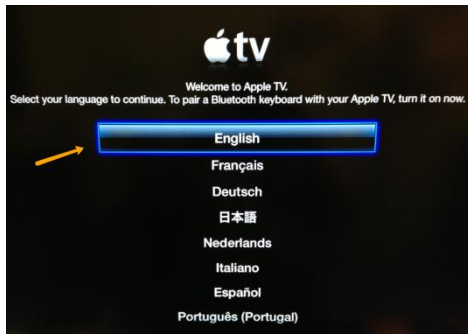 tv
Welcome to Apple TV.
Select your language to continue. To pair a Bluetooth keyboard with your Apple TV, turn it on now.
English
Français
Deutsch
日本語
Nederlands
Italiano
Español
Português (Portugal)